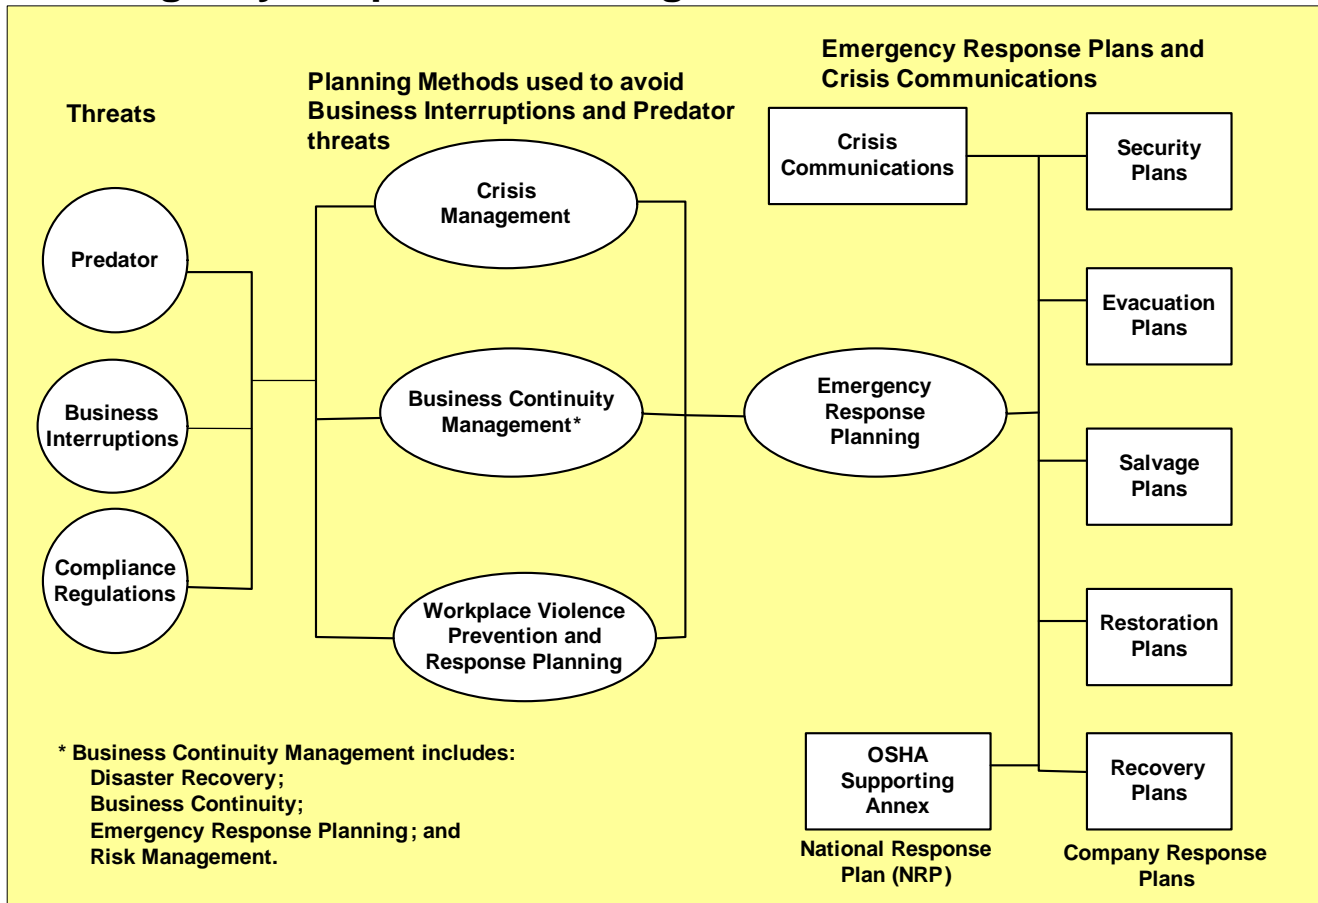 Emergency Response Plans and
Crisis Communications
Planning Methods used to avoid
Business Interruptions and Predator
threats
Threats
Crisis
Communications
Security
Plans
Crisis
Management
Predator
Evacuation
Plans
Business
Interruptions
Business Continuity
Management*
Emergency
Response
Planning
Salvage
Plans
Compliance
Regulations
Workplace Violence
Prevention and
Response Planning
Restoration
Plans
* Business Continuity Management includes:
Disaster Recovery;
Business Continuity;
Emergency Response Planning; and
Risk Management.
OSHA
Supporting
Annex
Recovery
Plans
National Response
Plan (NRP)
Company Response
Plans